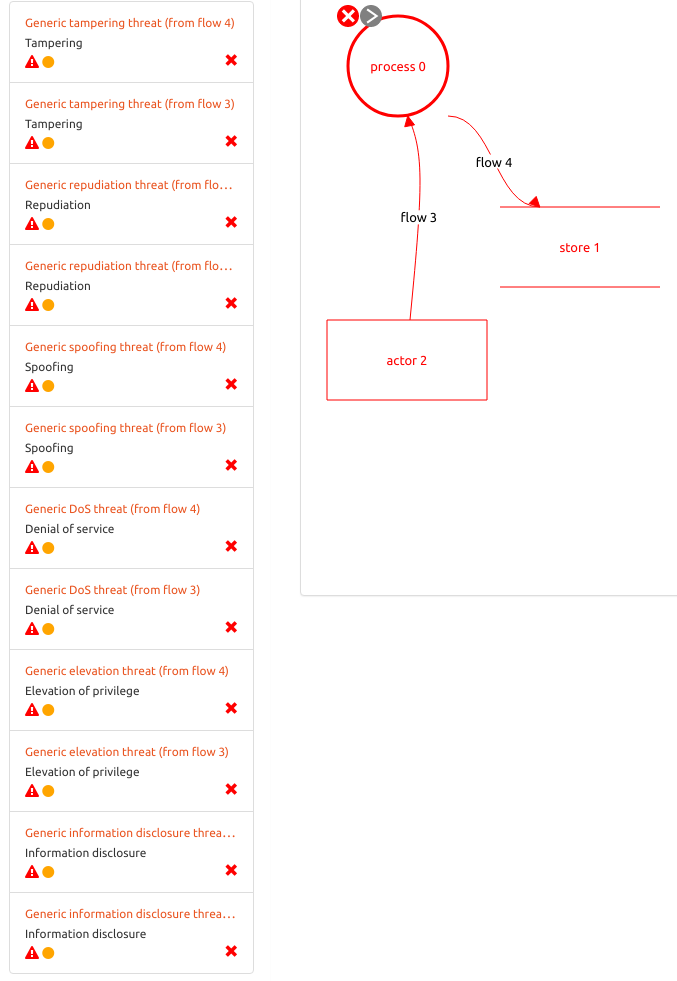 Generic tampering threat (from flow 4)
Tampering
Generic tampering threat (from flow 3)
Tampering
Generic repudiation threat (from flo...
Repudiation
Generic repudiation threat (from flo...
Repudiation
Generic spoofing threat (from flow 4)
Spoofing
Generic spoofing threat (from flow 3)
Spoofing
Generic DoS threat (from flow 4)
Denial of service
Generic DoS threat (from flow 3)
Denial of service
Generic elevation threat (from flow 4)
Elevation of privilege
Generic elevation threat (from flow 3)
Elevation of privilege
Generic information disclosure threa...
Information disclosure
Generic information disclosure threa...
Information disclosure
process 0
flow 4
flow 3
store 1
actor 2